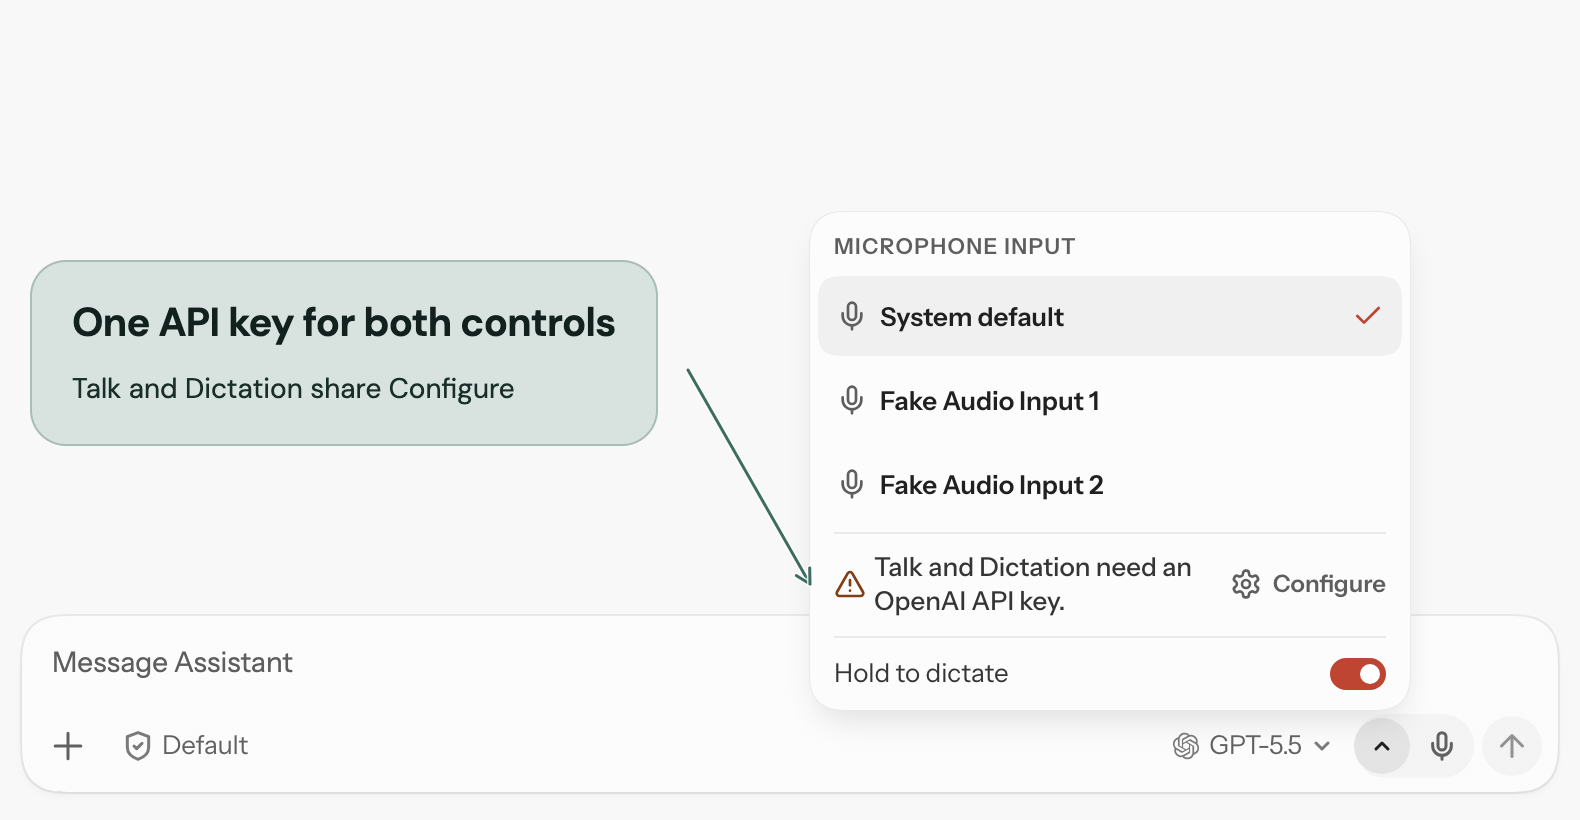 MICROPHONE INPUT
System default
One API key for both controls
Talk and Dictation share Configure
Fake Audio Input 1
Fake Audio Input 2
Talk and Dictation need an
OpenAI API key.
Configure
Message Assistant
Hold to dictate
Default
GPT-5.5